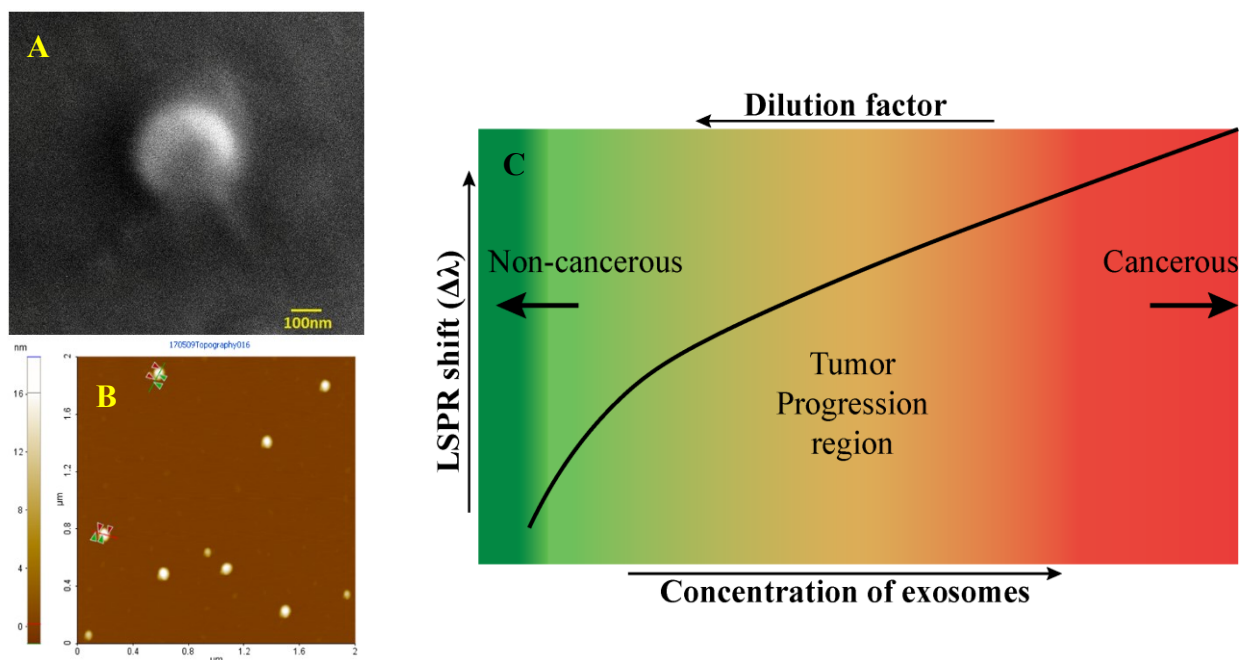 A
100nm
170509Topography016
nm
16
12
8
4
0
B
2
1.6
1.2
µm
0.8
0.4
0
0
0.4
0.8
1.2
1.6
2
µm
Dilution factor
C
LSPR shift (Δλ)
Non-cancerous
Cancerous
Tumor
Progression
region
Concentration of exosomes